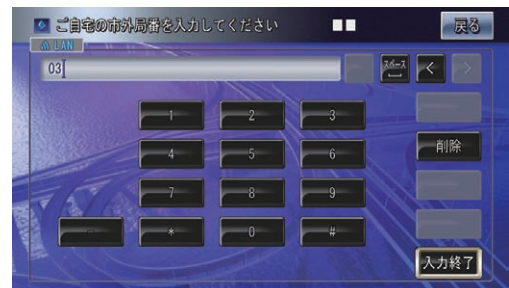 ご自宅の市外局番を入力してください 戻る
LAN
03 スペース < >
1 2 3
4 5 6 削除
7 8 9
* 0 #
入力終了